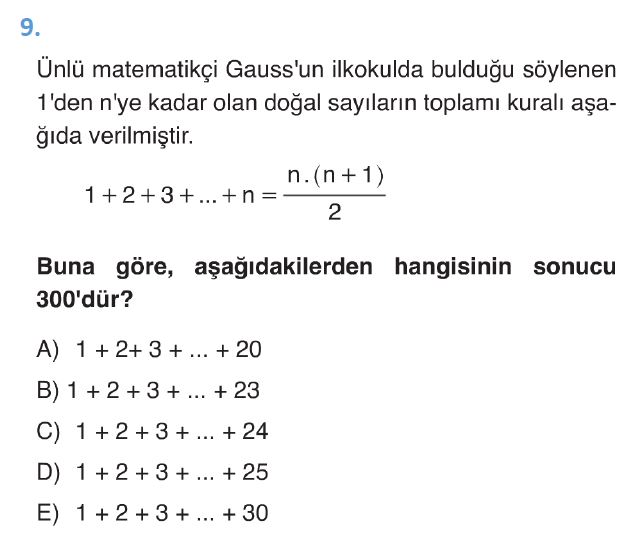 9.
Ünlü matematikçi Gauss'un ilkokulda bulduğu söylenen
1'den n'ye kadar olan doğal sayıların toplamı kuralı aşa-
ğıda verilmiştir.
1 + 2 + 3 + ... + n = n . (n + 1) / 2
Buna göre, aşağıdakilerden hangisinin sonucu
300'dür?
A) 1 + 2+ 3 + ... + 20
B) 1 + 2 + 3 + ... + 23
C) 1 + 2 + 3 + ... + 24
D) 1 + 2 + 3 + ... + 25
E) 1 + 2 + 3 + ... + 30